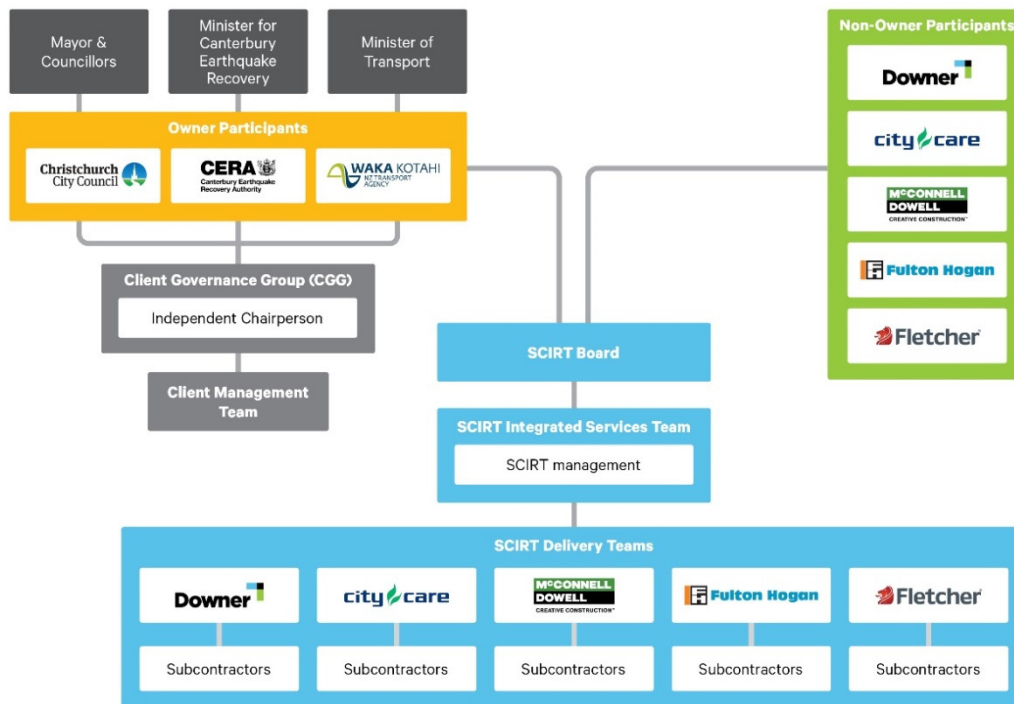 Mayor &
Councillors
Minister for
Canterbury
Earthquake
Recovery
Minister of
Transport
Owner Participants
Christchurch
City Council
CERA
Canterbury Earthquake
Recovery Authority
WAKA KOTAHI
NZ TRANSPORT
AGENCY
Client Governance Group (CGG)
Independent Chairperson
Client Management
Team
Non-Owner Participants
Downer
city care
MCCONNELL
DOWELL
CREATIVE CONSTRUCTION™
Fulton Hogan
Fletcher
SCIRT Board
SCIRT Integrated Services Team
SCIRT management
SCIRT Delivery Teams
Downer
city care
MCCONNELL
DOWELL
CREATIVE CONSTRUCTION™
Fulton Hogan
Fletcher
Subcontractors
Subcontractors
Subcontractors
Subcontractors
Subcontractors